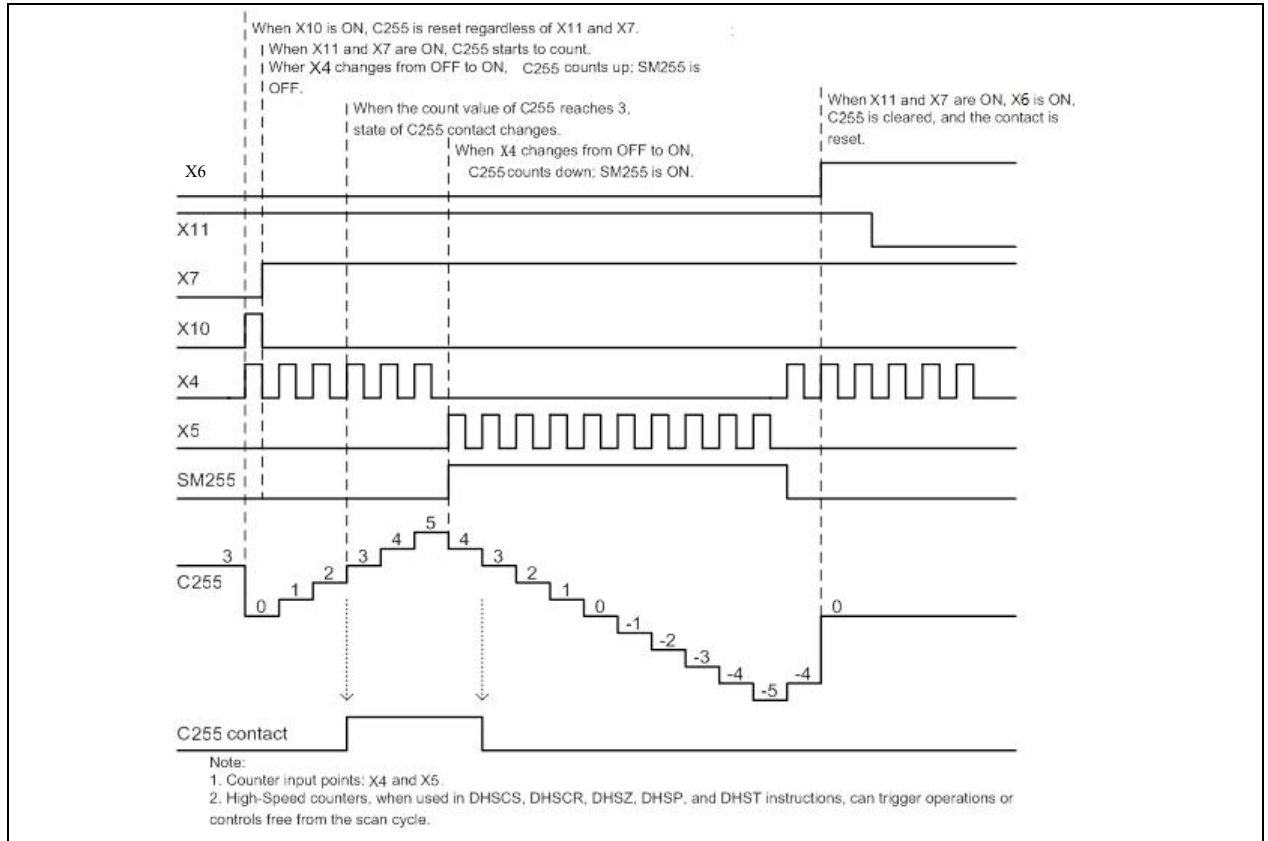 When X10 is ON, C255 is reset regardless of X11 and X7.
When X11 and X7 are ON, C255 starts to count.
Wher X4 changes from OFF to ON, C255 counts up; SM255 is
OFF.
When the count value of C255 reaches 3,
state of C255 contact changes.
When X4 changes from OFF to ON,
C255 counts down; SM255 is ON.
When X11 and X7 are ON, X6 is ON,
C255 is cleared, and the contact is
reset.
X6
X11
X7
X10
X4
X5
SM255
C255
3 0 1 2 3 4 5 4 3 2 1 0 -1 -2 -3 -4 -5 -4 0
C255 contact
Note:
1. Counter input points: X4 and X5.
2. High-Speed counters, when used in DHSCS, DHSCR, DHSZ, DHSP, and DHST instructions, can trigger operations or
controls free from the scan cycle.